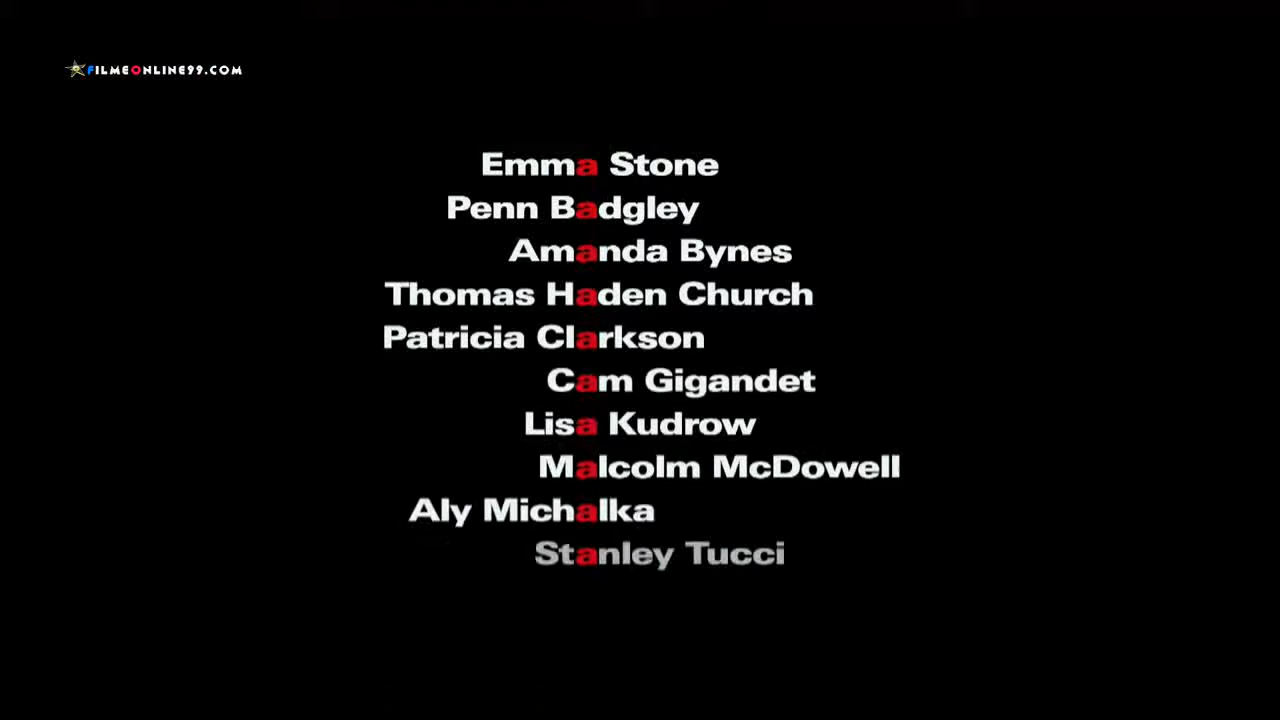 FILMEONLINE99.COM
Emma Stone
Penn Badgley
Amanda Bynes
Thomas Haden Church
Patricia Clarkson
Cam Gigandet
Lisa Kudrow
Malcolm McDowell
Aly Michalka
Stanley Tucci